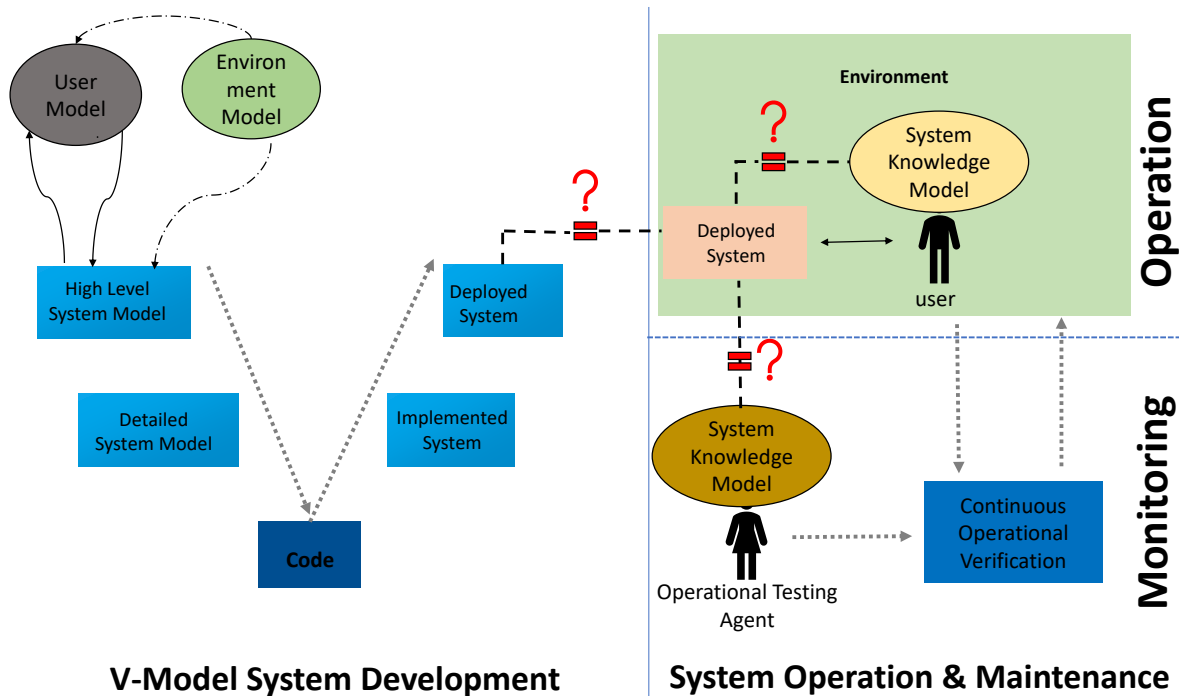 User
Model
Environ
ment
Model
High Level
System Model
Detailed
System Model
Code
Implemented
System
Deployed
System
?
V-Model System Development
Environment
?
System
Knowledge
Model
Deployed
System
user
Operation
?
System
Knowledge
Model
Operational Testing
Agent
Continuous
Operational
Verification
Monitoring
System Operation & Maintenance